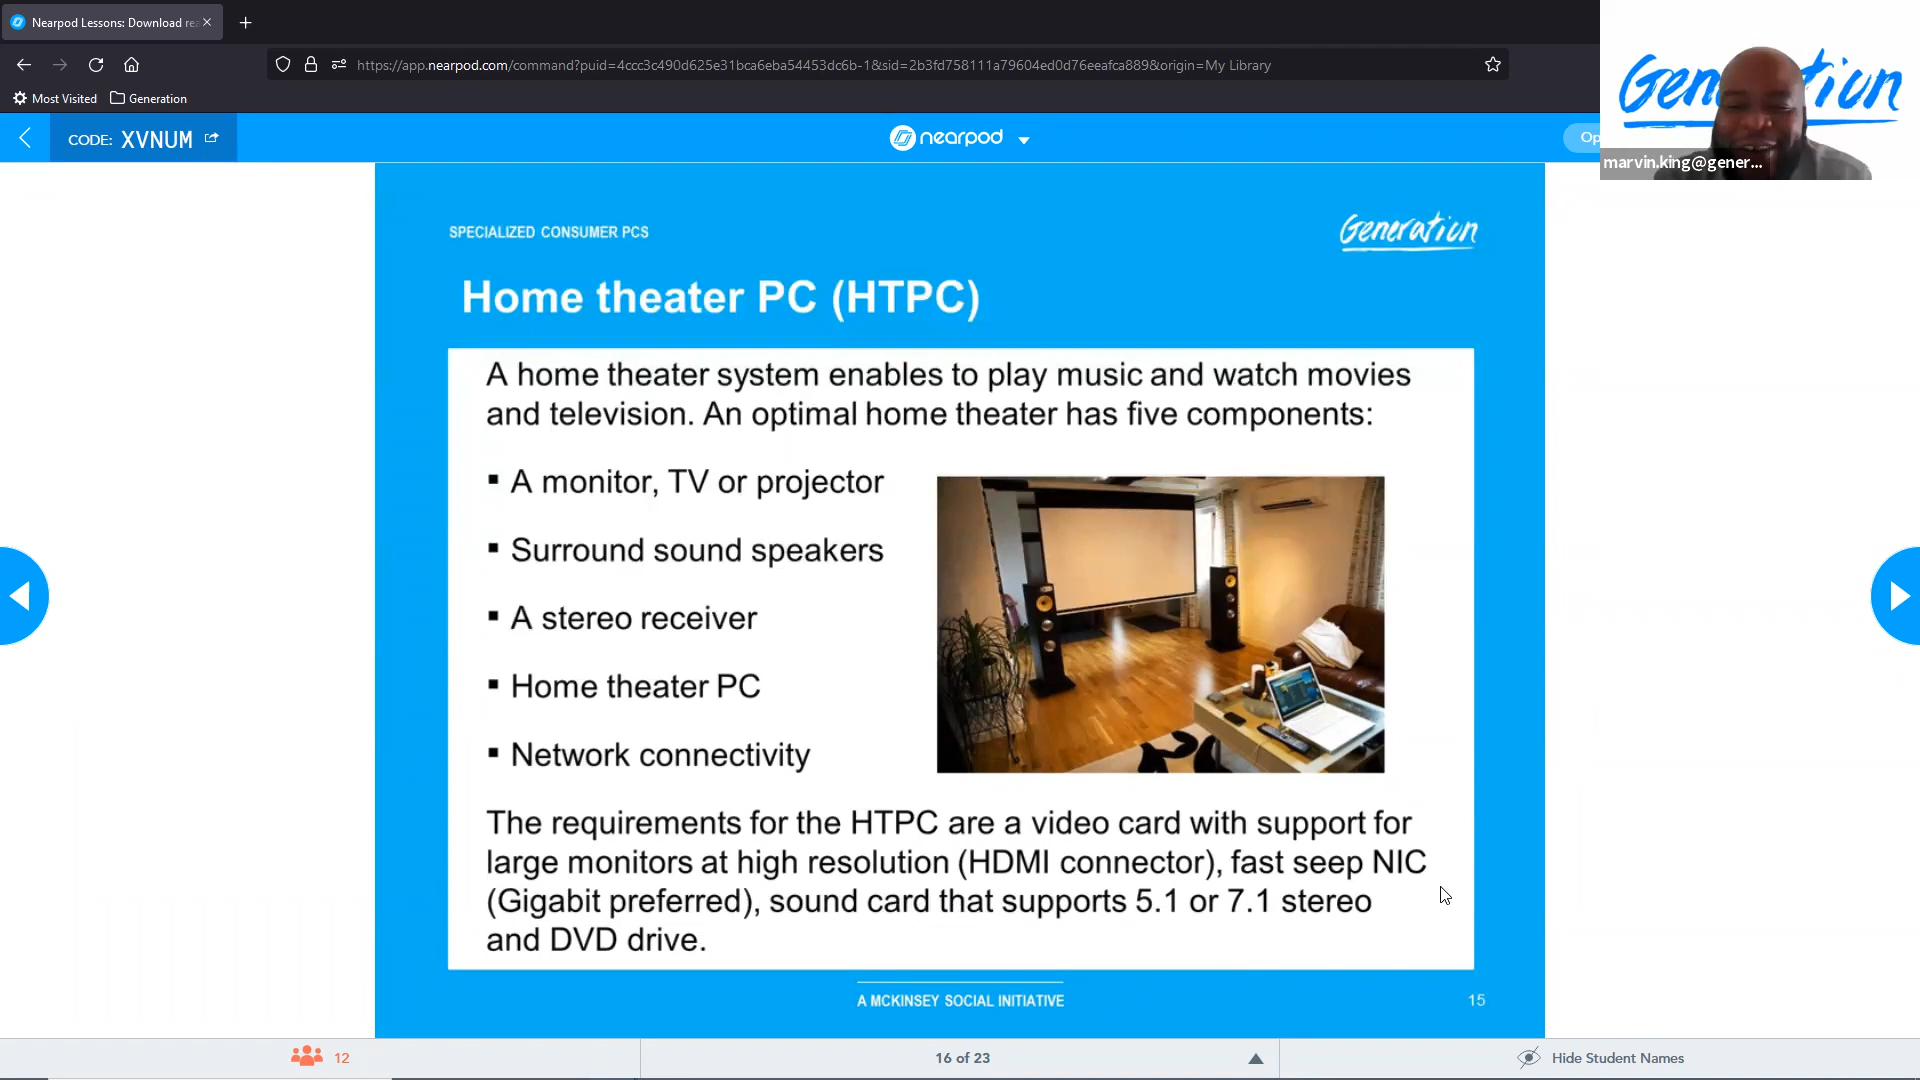 Nearpod Lessons: Download rea
https://app.nearpod.com/command?puid=4ccc3c490d625e31bca6eba54453dc6b-1&sid=2b3fd758111a79604ed0d76eeafca889&origin=My Library
Most Visited
Generation
Generation
marvin.king@gener...
CODE: XVNUM
nearpod
Op
SPECIALIZED CONSUMER PCS
Generation
Home theater PC (HTPC)
A home theater system enables to play music and watch movies
and television. An optimal home theater has five components:
▪ A monitor, TV or projector
▪ Surround sound speakers
▪ A stereo receiver
▪ Home theater PC
▪ Network connectivity
The requirements for the HTPC are a video card with support for
large monitors at high resolution (HDMI connector), fast seep NIC
(Gigabit preferred), sound card that supports 5.1 or 7.1 stereo
and DVD drive.
A MCKINSEY SOCIAL INITIATIVE
15
12
16 of 23
Hide Student Names